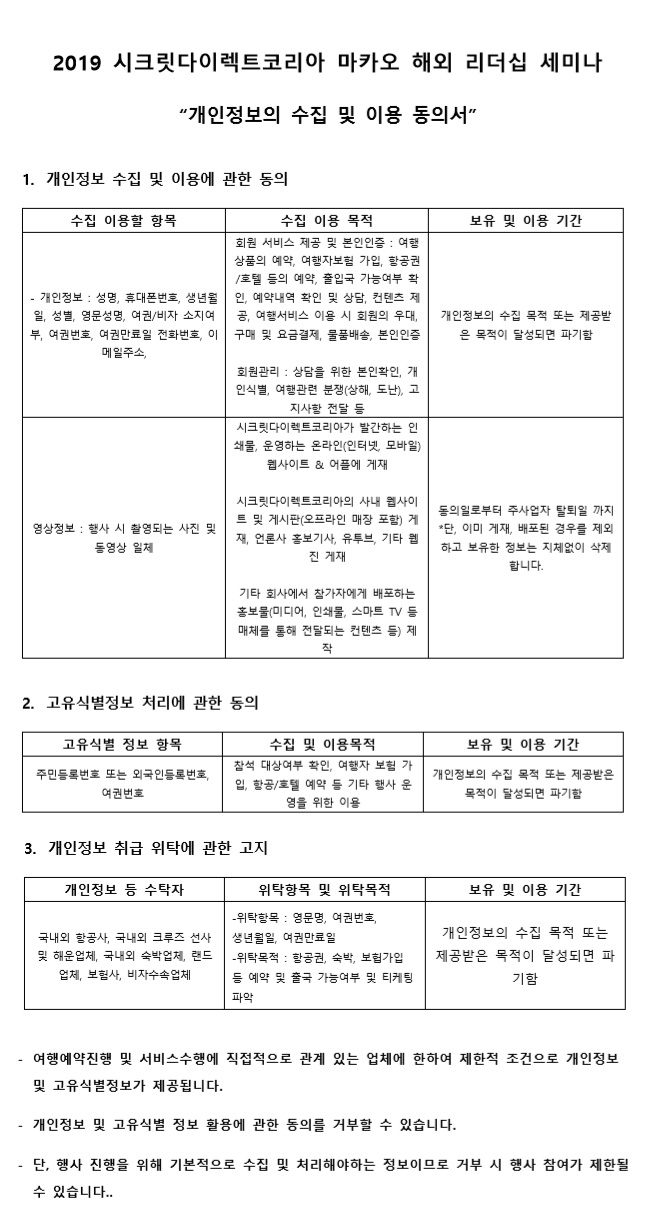 2019 시크릿다이렉트코리아 마카오 해외 리더십 세미나
“개인정보의 수집 및 이용 동의서”
1. 개인정보 수집 및 이용에 관한 동의
수집 이용할 항목
수집 이용 목적
보유 및 이용 기간
- 개인정보 : 성명, 휴대폰번호, 생년월
일, 성별, 영문성명, 여권/비자 소지여
부, 여권번호, 여권만료일 전화번호, 이
메일주소,
회원 서비스 제공 및 본인인증 : 여행
상품의 예약, 여행자보험 가입, 항공권
/호텔 등의 예약, 출입국 가능여부 확
인, 예약내역 확인 및 상담, 컨텐츠 제
공, 여행서비스 이용 시 회원의 우대,
구매 및 요금결제, 물품배송, 본인인증
회원관리 : 상담을 위한 본인확인, 개
인식별, 여행관련 분쟁(상해, 도난), 고
지사항 전달 등
개인정보의 수집 목적 또는 제공받
은 목적이 달성되면 파기함
영상정보 : 행사 시 촬영되는 사진 및
동영상 일체
시크릿다이렉트코리아가 발간하는 인
쇄물, 운영하는 온라인(인터넷, 모바일)
웹사이트 & 어플에 게재
시크릿다이렉트코리아의 사내 웹사이
트 및 게시판(오프라인 매장 포함) 게
재, 언론사 홍보기사, 유투브, 기타 웹
진 게재
기타 회사에서 참가자에게 배포하는
홍보물(미디어, 인쇄물, 스마트 TV 등
매체를 통해 전달되는 컨텐츠 등) 제
작
동의일로부터 주사업자 탈퇴일 까지
*단, 이미 게재, 배포된 경우를 제외
하고 보유한 정보는 지체없이 삭제
합니다.
2. 고유식별정보 처리에 관한 동의
고유식별 정보 항목
수집 및 이용목적
보유 및 이용 기간
주민등록번호 또는 외국인등록번호,
여권번호
참석 대상여부 확인, 여행자 보험 가
입, 항공/호텔 예약 등 기타 행사 운
영을 위한 이용
개인정보의 수집 목적 또는 제공받은
목적이 달성되면 파기함
3. 개인정보 취급 위탁에 관한 고지
개인정보 등 수탁자
위탁항목 및 위탁목적
보유 및 이용 기간
국내외 항공사, 국내외 크루즈 선사
및 해운업체, 국내외 숙박업체, 랜드
업체, 보험사, 비자수속업체
-위탁항목 : 영문명, 여권번호,
생년월일, 여권만료일
-위탁목적 : 항공권, 숙박, 보험가입
등 예약 및 출국 가능여부 및 티케팅
파악
개인정보의 수집 목적 또는
제공받은 목적이 달성되면 파
기함
- 여행예약진행 및 서비스수행에 직접적으로 관계 있는 업체에 한하여 제한적 조건으로 개인정보
및 고유식별정보가 제공됩니다.
- 개인정보 및 고유식별 정보 활용에 관한 동의를 거부할 수 있습니다.
- 단, 행사 진행을 위해 기본적으로 수집 및 처리해야하는 정보이므로 거부 시 행사 참여가 제한될
수 있습니다..